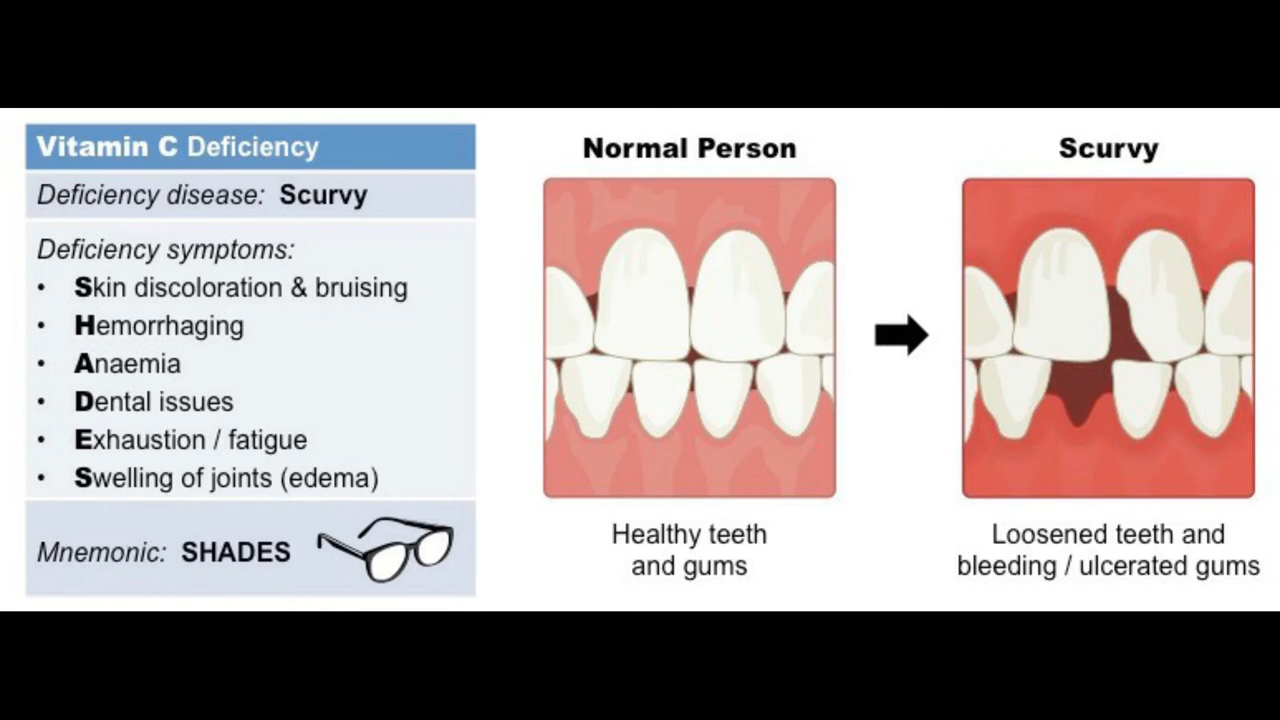 Vitamin C Deficiency
Deficiency disease: Scurvy
Deficiency symptoms:
• Skin discoloration & bruising
• Hemorrhaging
• Anaemia
• Dental issues
• Exhaustion / fatigue
• Swelling of joints (edema)
Mnemonic: SHADES
Normal Person
Healthy teeth
and gums
Scurvy
Loosened teeth and
bleeding / ulcerated gums